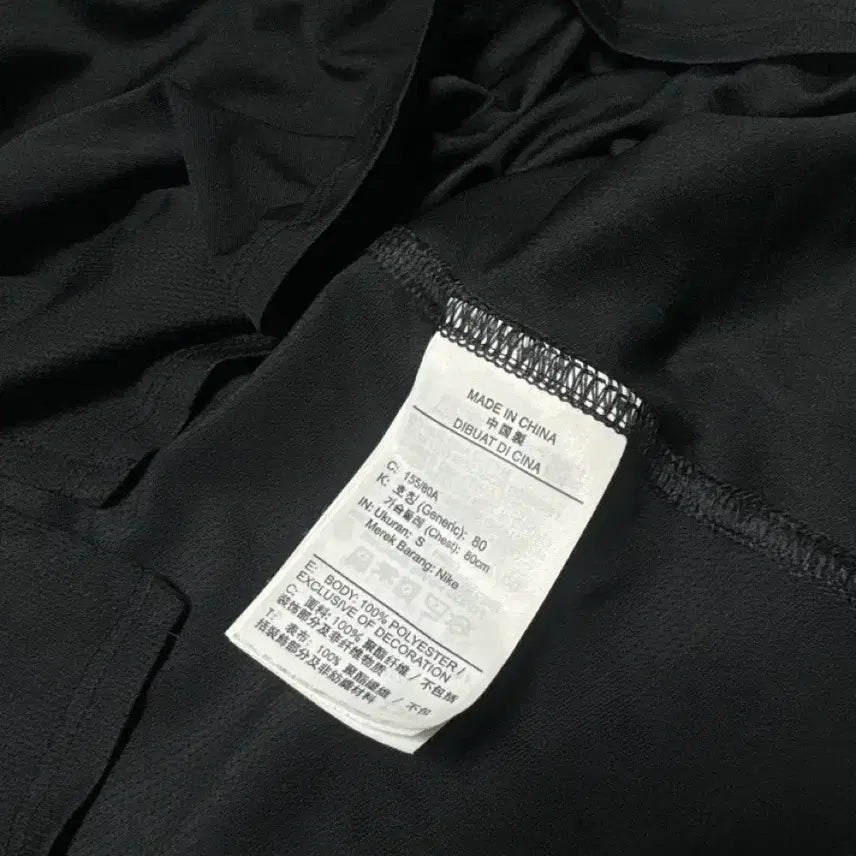 MADE IN CHINA
中国製
DIBUAT DI CINA
C: 155/80A
K: 호칭 (Generic): 80
가슴둘레 (Chest): 80cm
IN: Ukuran: S
Merek Barang: Nike
E: BODY: 100% POLYESTER /
EXCLUSIVE OF DECORATION
C: 面料: 100% 聚酯纤维 / 不包括
装饰部分及非纤维物质
T: 表布: 100% 聚酯纖維 / 不包
括裝飾部分及非紡織材料